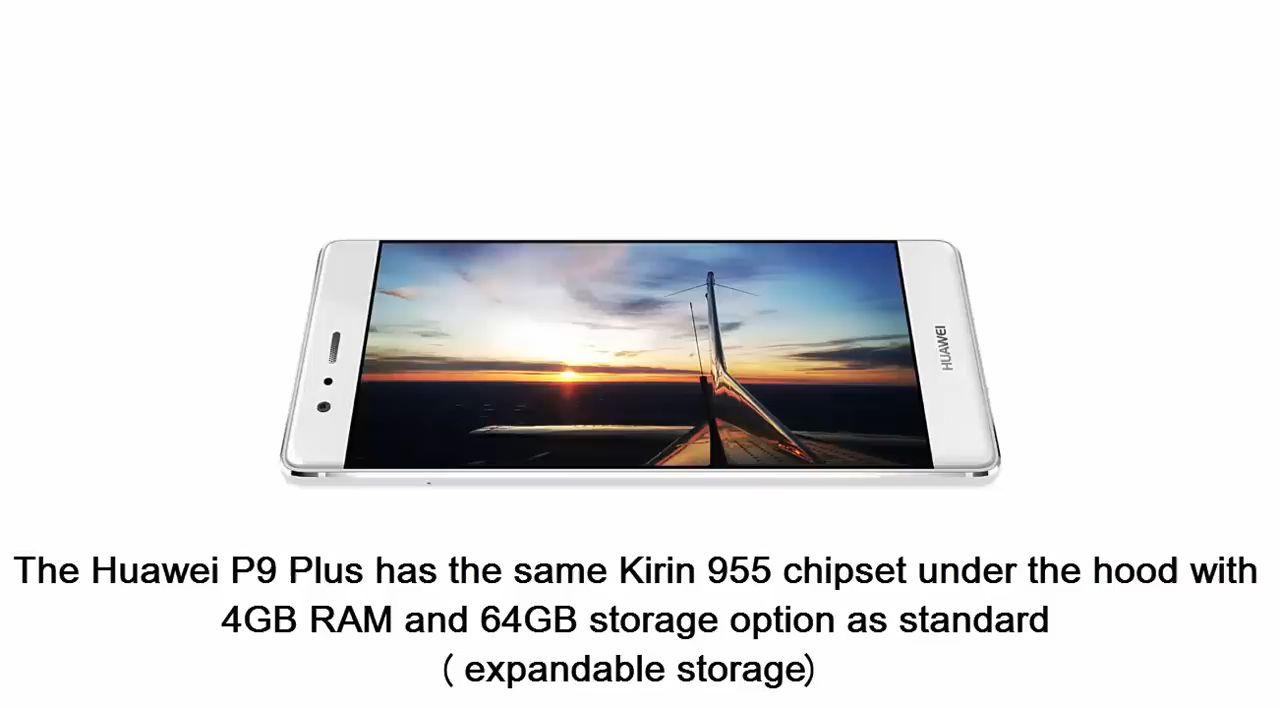 HUAWEI
The Huawei P9 Plus has the same Kirin 955 chipset under the hood with
4GB RAM and 64GB storage option as standard
( expandable storage)